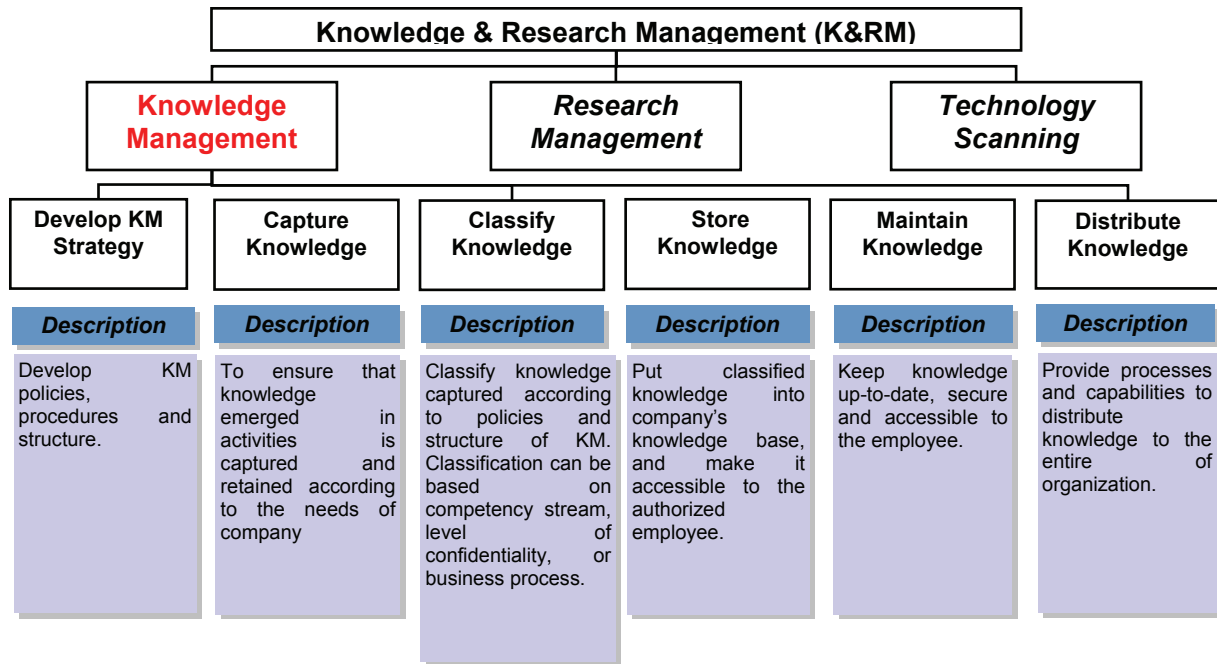 Knowledge & Research Management (K&RM)
Knowledge
Management
Research
Management
Technology
Scanning
Develop KM
Strategy
Capture
Knowledge
Classify
Knowledge
Store
Knowledge
Maintain
Knowledge
Distribute
Knowledge
Description
Develop KM
policies,
procedures and
structure.
Description
To ensure that
knowledge
emerged in
activities is
captured and
retained according
to the needs of
company
Description
Classify knowledge
captured according
to policies and
structure of KM.
Classification can be
based on
competency stream,
level of
confidentiality, or
business process.
Description
Put classified
knowledge into
company's
knowledge base,
and make it
accessible to the
authorized
employee.
Description
Keep knowledge
up-to-date, secure
and accessible to
the employee.
Description
Provide processes
and capabilities to
distribute
knowledge to the
entire of
organization.